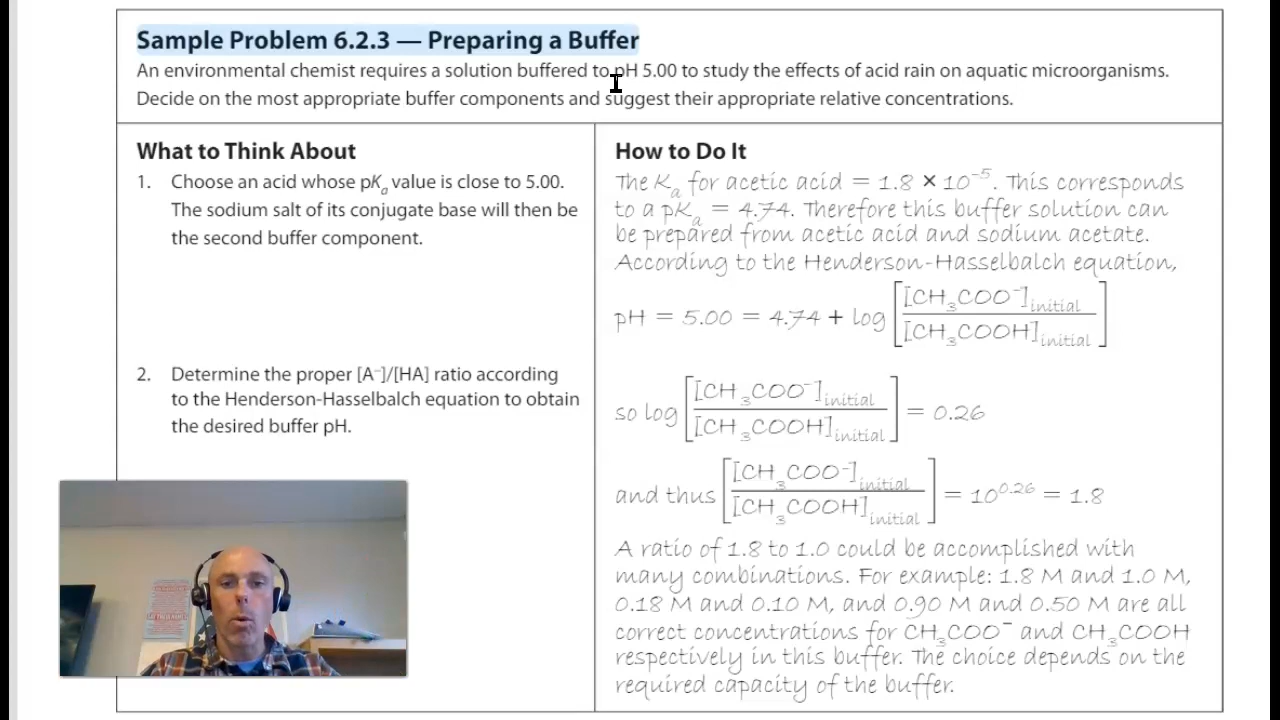 Sample Problem 6.2.3 — Preparing a Buffer
An environmental chemist requires a solution buffered to pH 5.00 to study the effects of acid rain on aquatic microorganisms.
Decide on the most appropriate buffer components and suggest their appropriate relative concentrations.
What to Think About
1. Choose an acid whose pKₐ value is close to 5.00.
The sodium salt of its conjugate base will then be
the second buffer component.
2. Determine the proper [A⁻]/[HA] ratio according
to the Henderson-Hasselbalch equation to obtain
the desired buffer pH.
How to Do It
The Kₐ for acetic acid = 1.8 × 10⁻⁵. This corresponds
to a pKₐ = 4.74. Therefore this buffer solution can
be prepared from acetic acid and sodium acetate.
According to the Henderson-Hasselbalch equation,
pH = 5.00 = 4.74 + log [[CH₃COO⁻]initial / [CH₃COOH]initial]
so log [[CH₃COO⁻]initial / [CH₃COOH]initial] = 0.26
and thus [[CH₃COO⁻]initial / [CH₃COOH]initial] = 10^0.26 = 1.8
A ratio of 1.8 to 1.0 could be accomplished with
many combinations. For example: 1.8 M and 1.0 M,
0.18 M and 0.10 M, and 0.90 M and 0.50 M are all
correct concentrations for CH₃COO⁻ and CH₃COOH
respectively in this buffer. The choice depends on the
required capacity of the buffer.